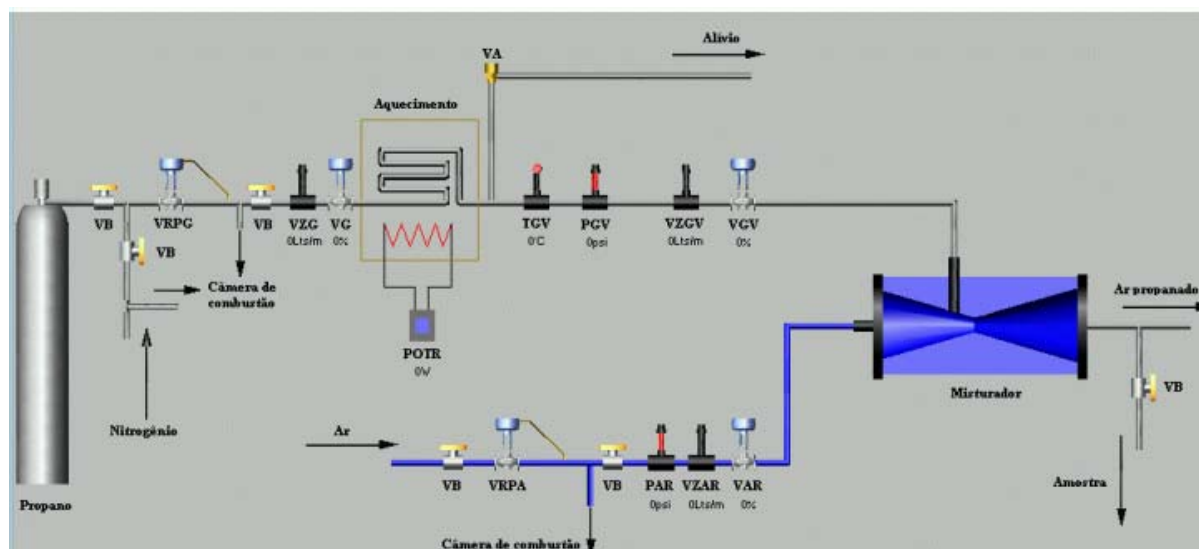 Alívio
VA
Aquecimento
VB
VRPG
VB
VZG
0Lts/m
VG
0%
TGV
0'C
PGV
0psi
VZGV
0Lts/m
VGV
0%
VB
Câmera de
combustão
POTR
0W
Nitrogênio
Propano
Ar propanado
Misturador
VB
Amostra
Ar
VB
VRPA
VB
PAR
0psi
VZAR
0Lts/m
VAR
0%
Câmera de combustão